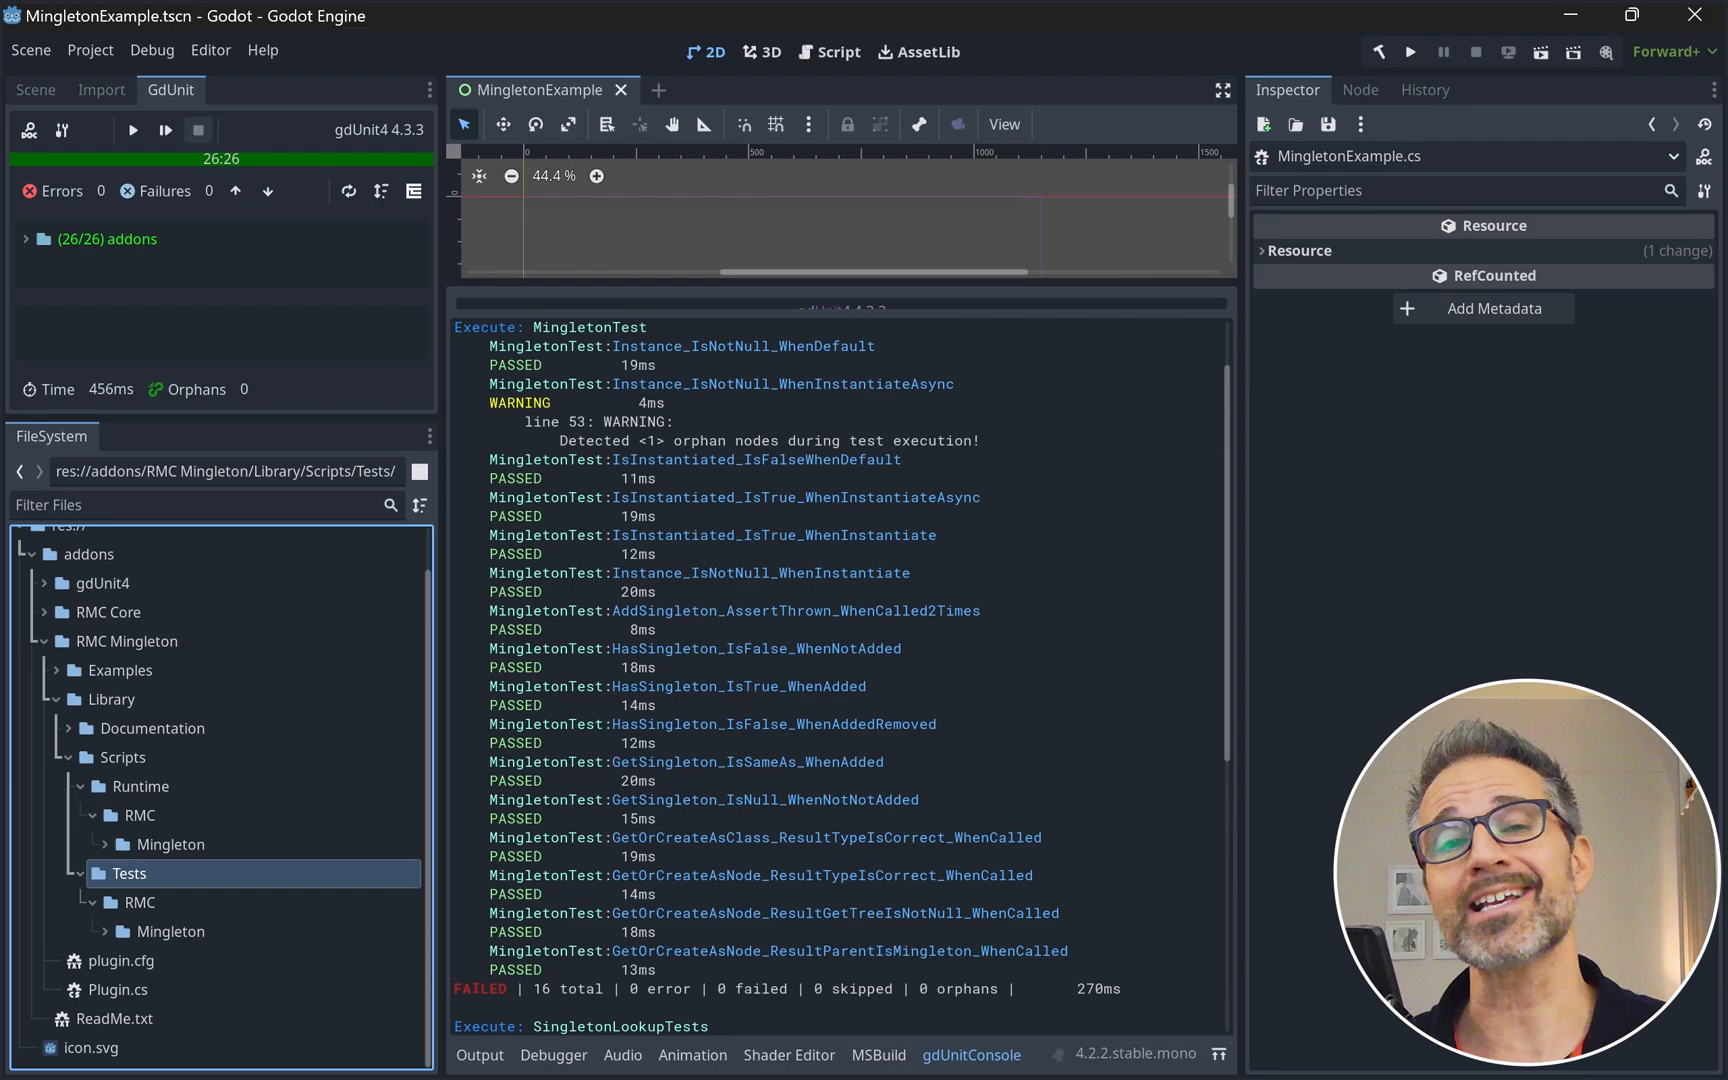 MingletonExample.tscn - Godot - Godot Engine
Scene Project Debug Editor Help
2D 3D Script AssetLib
Forward+
Scene Import GdUnit
gdUnit4 4.3.3
26:26
Errors 0 Failures 0
(26/26) addons
Time 456ms Orphans 0
FileSystem
res://addons/RMC Mingleton/Library/Scripts/Tests/
Filter Files
res://
addons
gdUnit4
RMC Core
RMC Mingleton
Examples
Library
Documentation
Scripts
Runtime
RMC
Mingleton
Tests
RMC
Mingleton
plugin.cfg
Plugin.cs
ReadMe.txt
icon.svg
MingletonExample
View
0 500 1000 1500
0
44.4 %
gdUnit4 4.3.3
Execute: MingletonTest
MingletonTest:Instance_IsNotNull_WhenDefault
PASSED 19ms
MingletonTest:Instance_IsNotNull_WhenInstantiateAsync
WARNING 4ms
line 53: WARNING:
Detected <1> orphan nodes during test execution!
MingletonTest:IsInstantiated_IsFalseWhenDefault
PASSED 11ms
MingletonTest:IsInstantiated_IsTrue_WhenInstantiateAsync
PASSED 19ms
MingletonTest:IsInstantiated_IsTrue_WhenInstantiate
PASSED 12ms
MingletonTest:Instance_IsNotNull_WhenInstantiate
PASSED 20ms
MingletonTest:AddSingleton_AssertThrown_WhenCalled2Times
PASSED 8ms
MingletonTest:HasSingleton_IsFalse_WhenNotAdded
PASSED 18ms
MingletonTest:HasSingleton_IsTrue_WhenAdded
PASSED 14ms
MingletonTest:HasSingleton_IsFalse_WhenAddedRemoved
PASSED 12ms
MingletonTest:GetSingleton_IsSameAs_WhenAdded
PASSED 20ms
MingletonTest:GetSingleton_IsNull_WhenNotNotAdded
PASSED 15ms
MingletonTest:GetOrCreateAsClass_ResultTypeIsCorrect_WhenCalled
PASSED 19ms
MingletonTest:GetOrCreateAsNode_ResultTypeIsCorrect_WhenCalled
PASSED 14ms
MingletonTest:GetOrCreateAsNode_ResultGetTreeIsNotNull_WhenCalled
PASSED 18ms
MingletonTest:GetOrCreateAsNode_ResultParentIsMingleton_WhenCalled
PASSED 13ms
FAILED | 16 total | 0 error | 0 failed | 0 skipped | 0 orphans | 270ms
Execute: SingletonLookupTests
Output Debugger Audio Animation Shader Editor MSBuild gdUnitConsole 4.2.2.stable.mono
Inspector Node History
MingletonExample.cs
Filter Properties
Resource
Resource (1 change)
RefCounted
Add Metadata